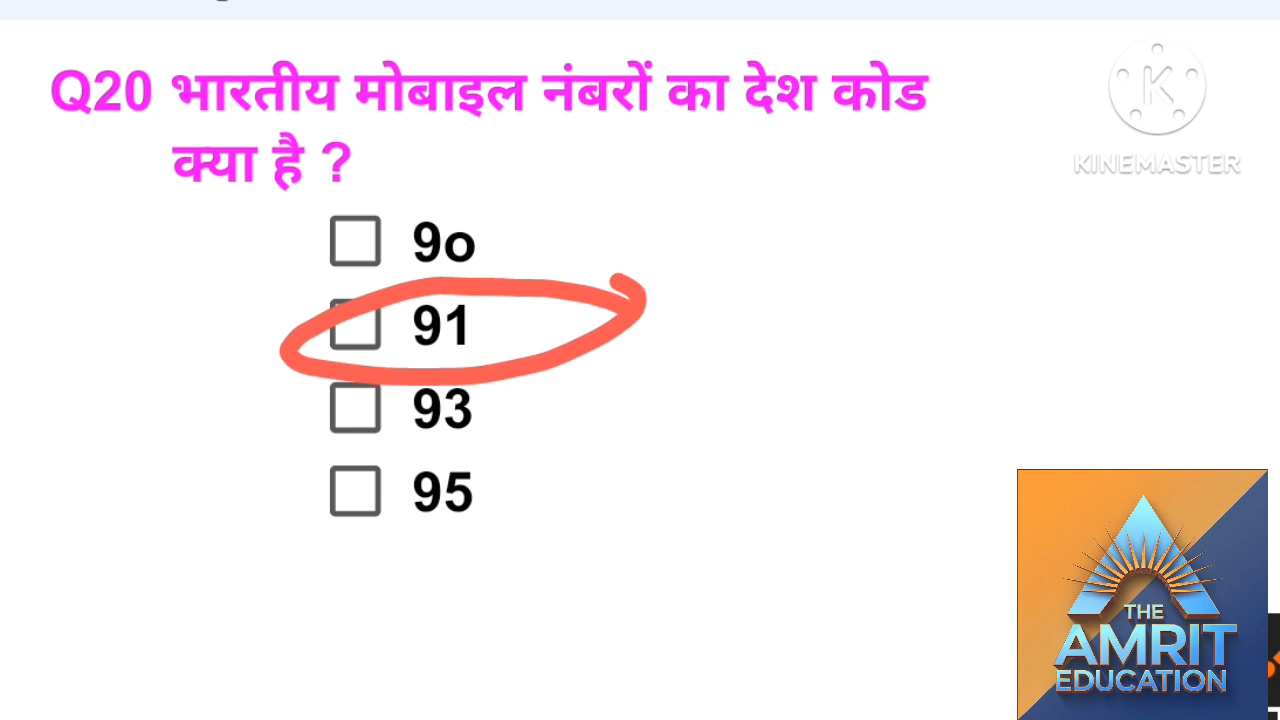 Q20 भारतीय मोबाइल नंबरों का देश कोड
क्या है ?
9o
91
93
95
KINEMASTER
THE
AMRIT
EDUCATION